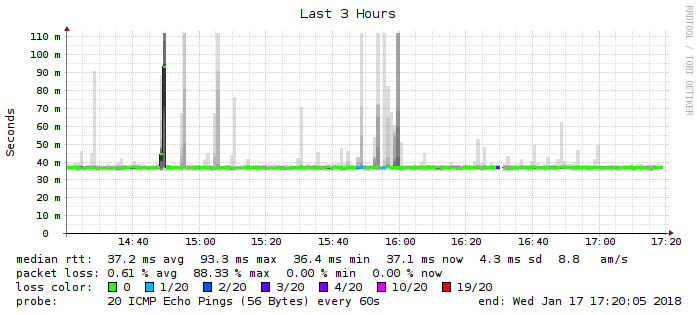 Last 3 Hours
RRDTOOL / TOBI OETIKER
Seconds
110 m
100 m
90 m
80 m
70 m
60 m
50 m
40 m
30 m
20 m
10 m
0
14:40 15:00 15:20 15:40 16:00 16:20 16:40 17:00 17:20
median rtt: 37.2 ms avg 93.3 ms max 36.4 ms min 37.1 ms now 4.3 ms sd 8.8 am/s
packet loss: 0.61 % avg 88.33 % max 0.00 % min 0.00 % now
loss color: 0 1/20 2/20 3/20 4/20 10/20 19/20
probe: 20 ICMP Echo Pings (56 Bytes) every 60s end: Wed Jan 17 17:20:05 2018